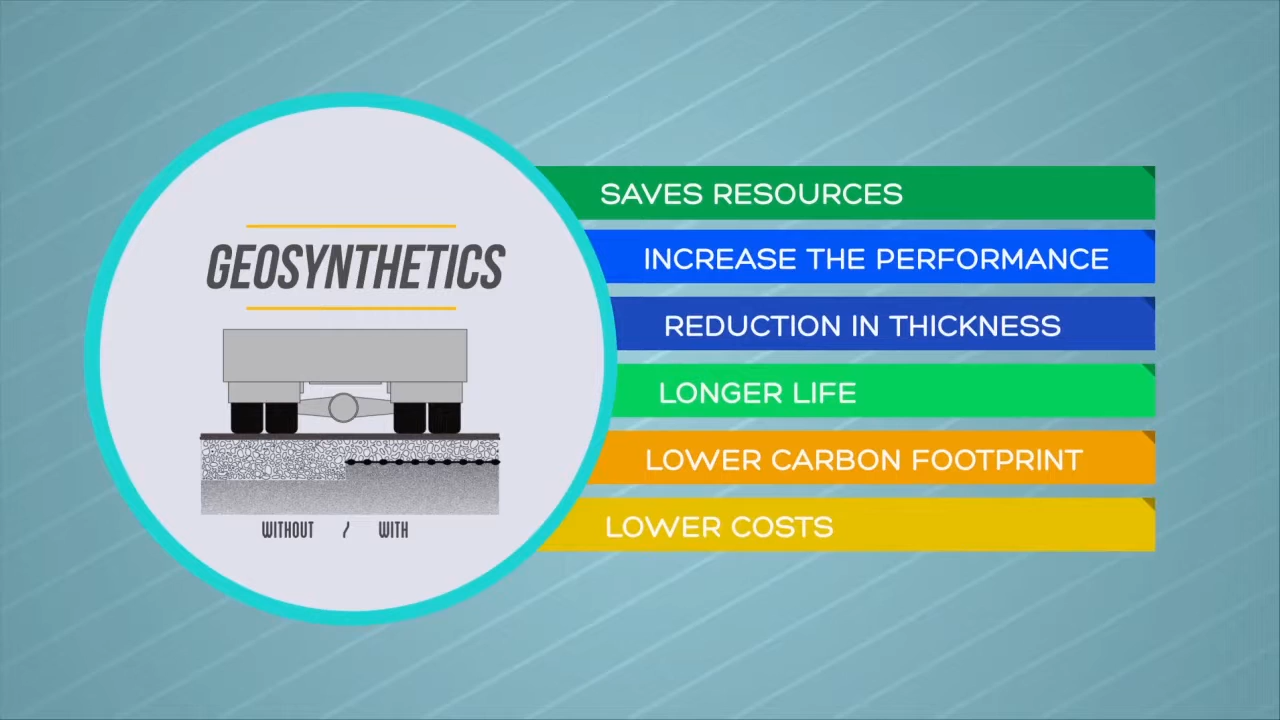 GEOSYNTHETICS
WITHOUT / WITH
SAVES RESOURCES
INCREASE THE PERFORMANCE
REDUCTION IN THICKNESS
LONGER LIFE
LOWER CARBON FOOTPRINT
LOWER COSTS